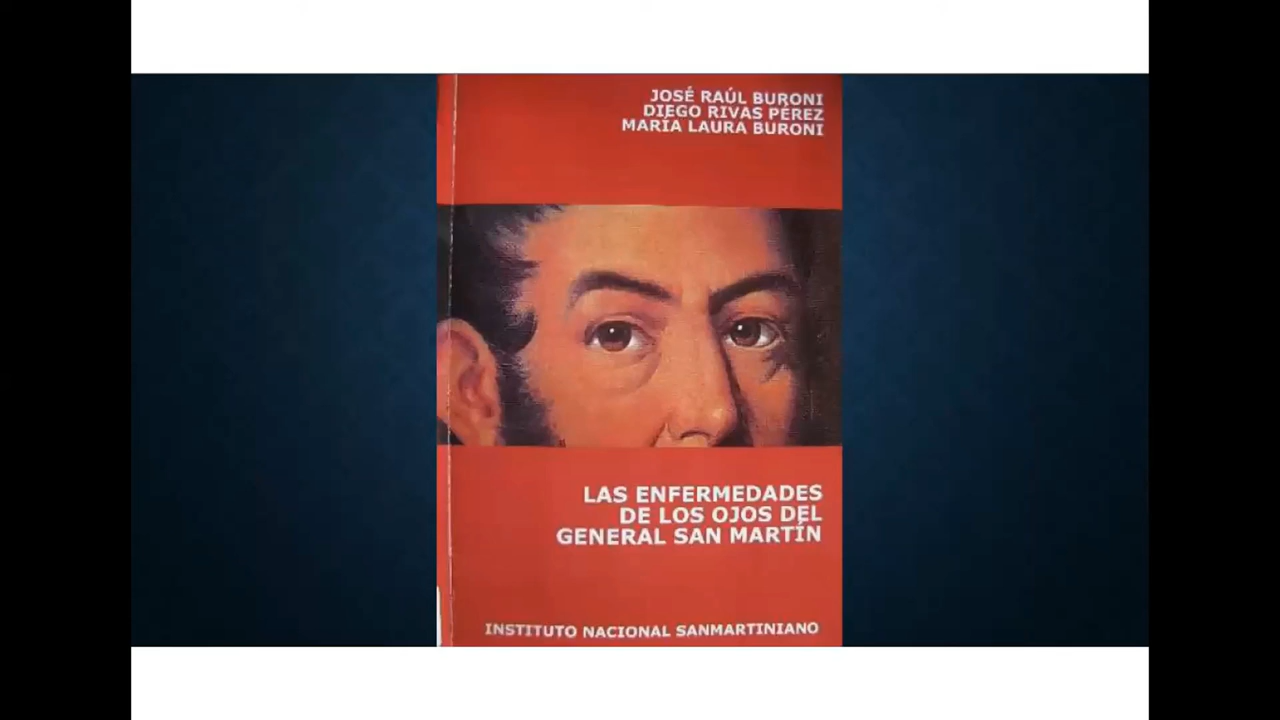 JOSÉ RAÚL BURONI
DIEGO RIVAS PÉREZ
MARÍA LAURA BURONI
LAS ENFERMEDADES
DE LOS OJOS DEL
GENERAL SAN MARTÍN
INSTITUTO NACIONAL SANMARTINIANO